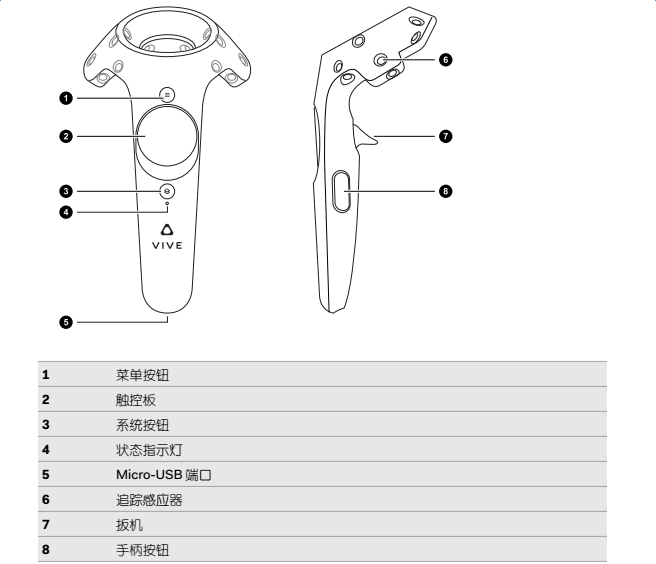 1
2
3
4
5
6
7
8
VIVE
1 菜单按钮
2 触控板
3 系统按钮
4 状态指示灯
5 Micro-USB 端口
6 追踪感应器
7 扳机
8 手柄按钮